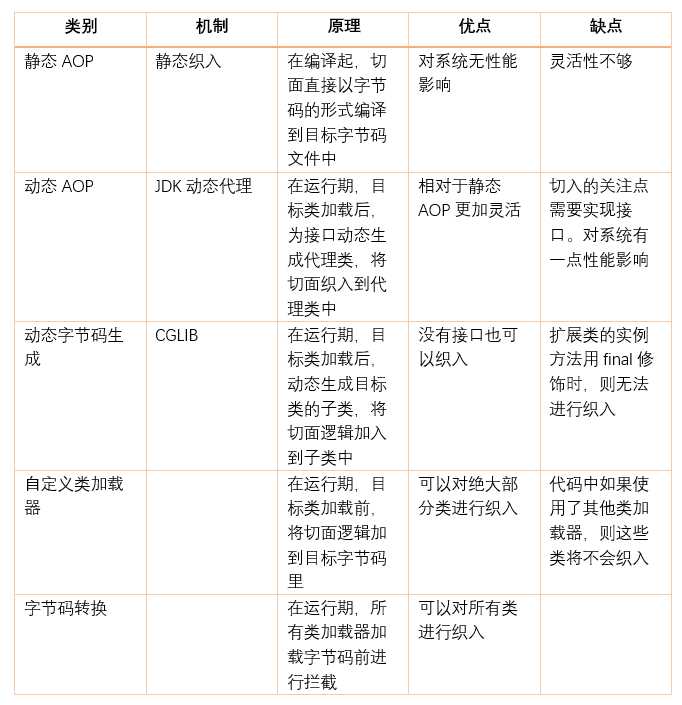 类别 机制 原理 优点 缺点
静态 AOP 静态织入 在编译起，切 对系统无性能 灵活性不够
面直接以字节 影响
码的形式编译
到目标字节码
文件中
动态 AOP JDK 动态代理 在运行期，目 相对于静态 切入的关注点
标类加载后， AOP 更加灵活 需要实现接
为接口动态生 口。对系统有
成代理类，将 一点性能影响
切面织入到代
理类中
动态字节码生 CGLIB 在运行期，目 没有接口也可 扩展类的实例
成 标类加载后， 以织入 方法用 final 修
动态生成目标 饰时，则无法
类的子类，将 进行织入
切面逻辑加入
到子类中
自定义类加载 在运行期，目 可以对绝大部 代码中如果使
器 标类加载前， 分类进行织入 用了其他类加
将切面逻辑加 载器，则这些
到目标字节码 类将不会织入
里
字节码转换 在运行期，所 可以对所有类
有类加载器加 进行织入
载字节码前进
行拦截